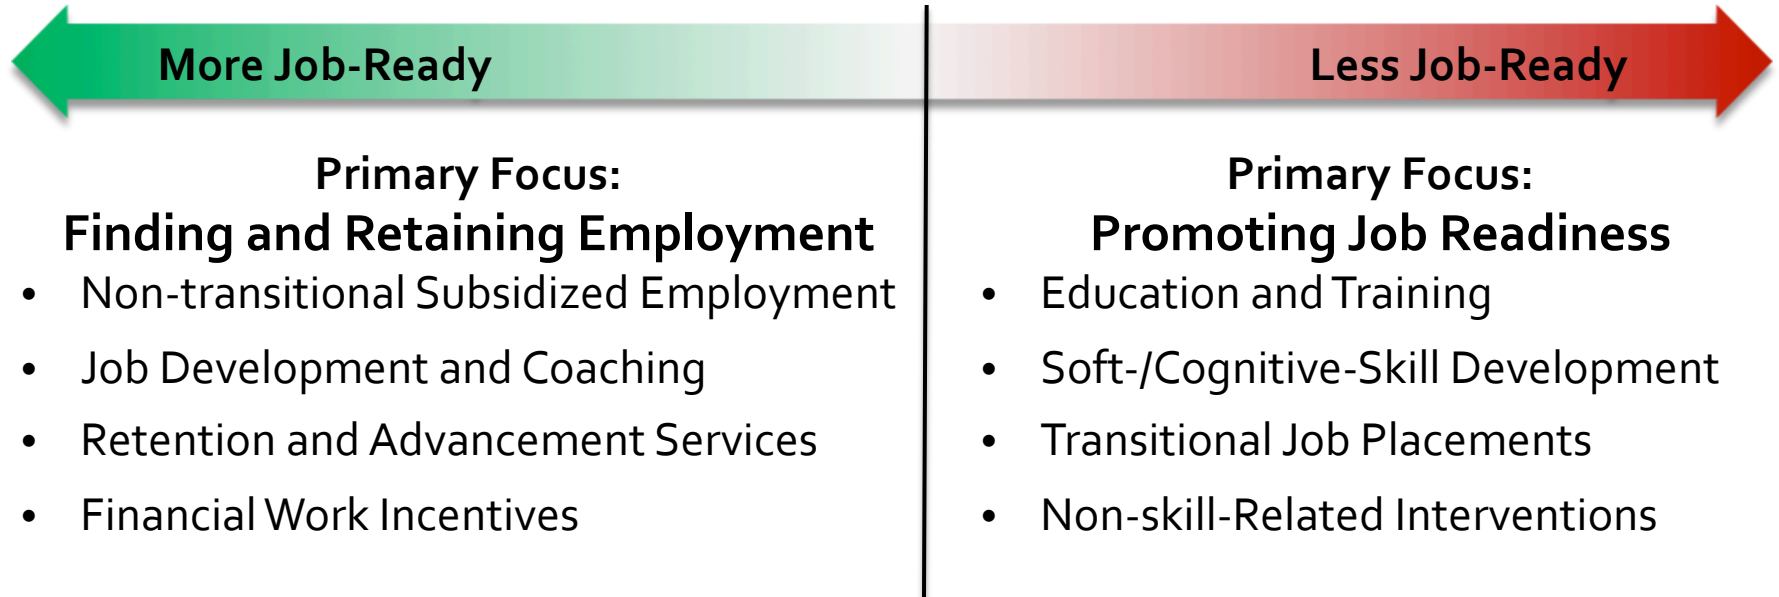 More Job-Ready
Less Job-Ready
Primary Focus:
Finding and Retaining Employment
• Non-transitional Subsidized Employment
• Job Development and Coaching
• Retention and Advancement Services
• Financial Work Incentives
Primary Focus:
Promoting Job Readiness
• Education and Training
• Soft-/Cognitive-Skill Development
• Transitional Job Placements
• Non-skill-Related Interventions